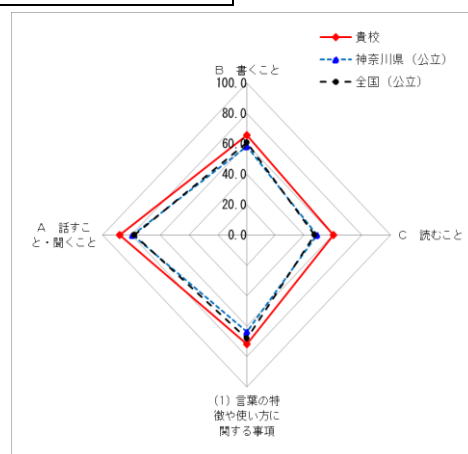 貴校
神奈川県（公立）
全国（公立）
B 書くこと
100.0
80.0
60.0
40.0
20.0
0.0
A 話すこ
と・聞くこと
C 読むこと
(1) 言葉の特
徴や使い方に
関する事項